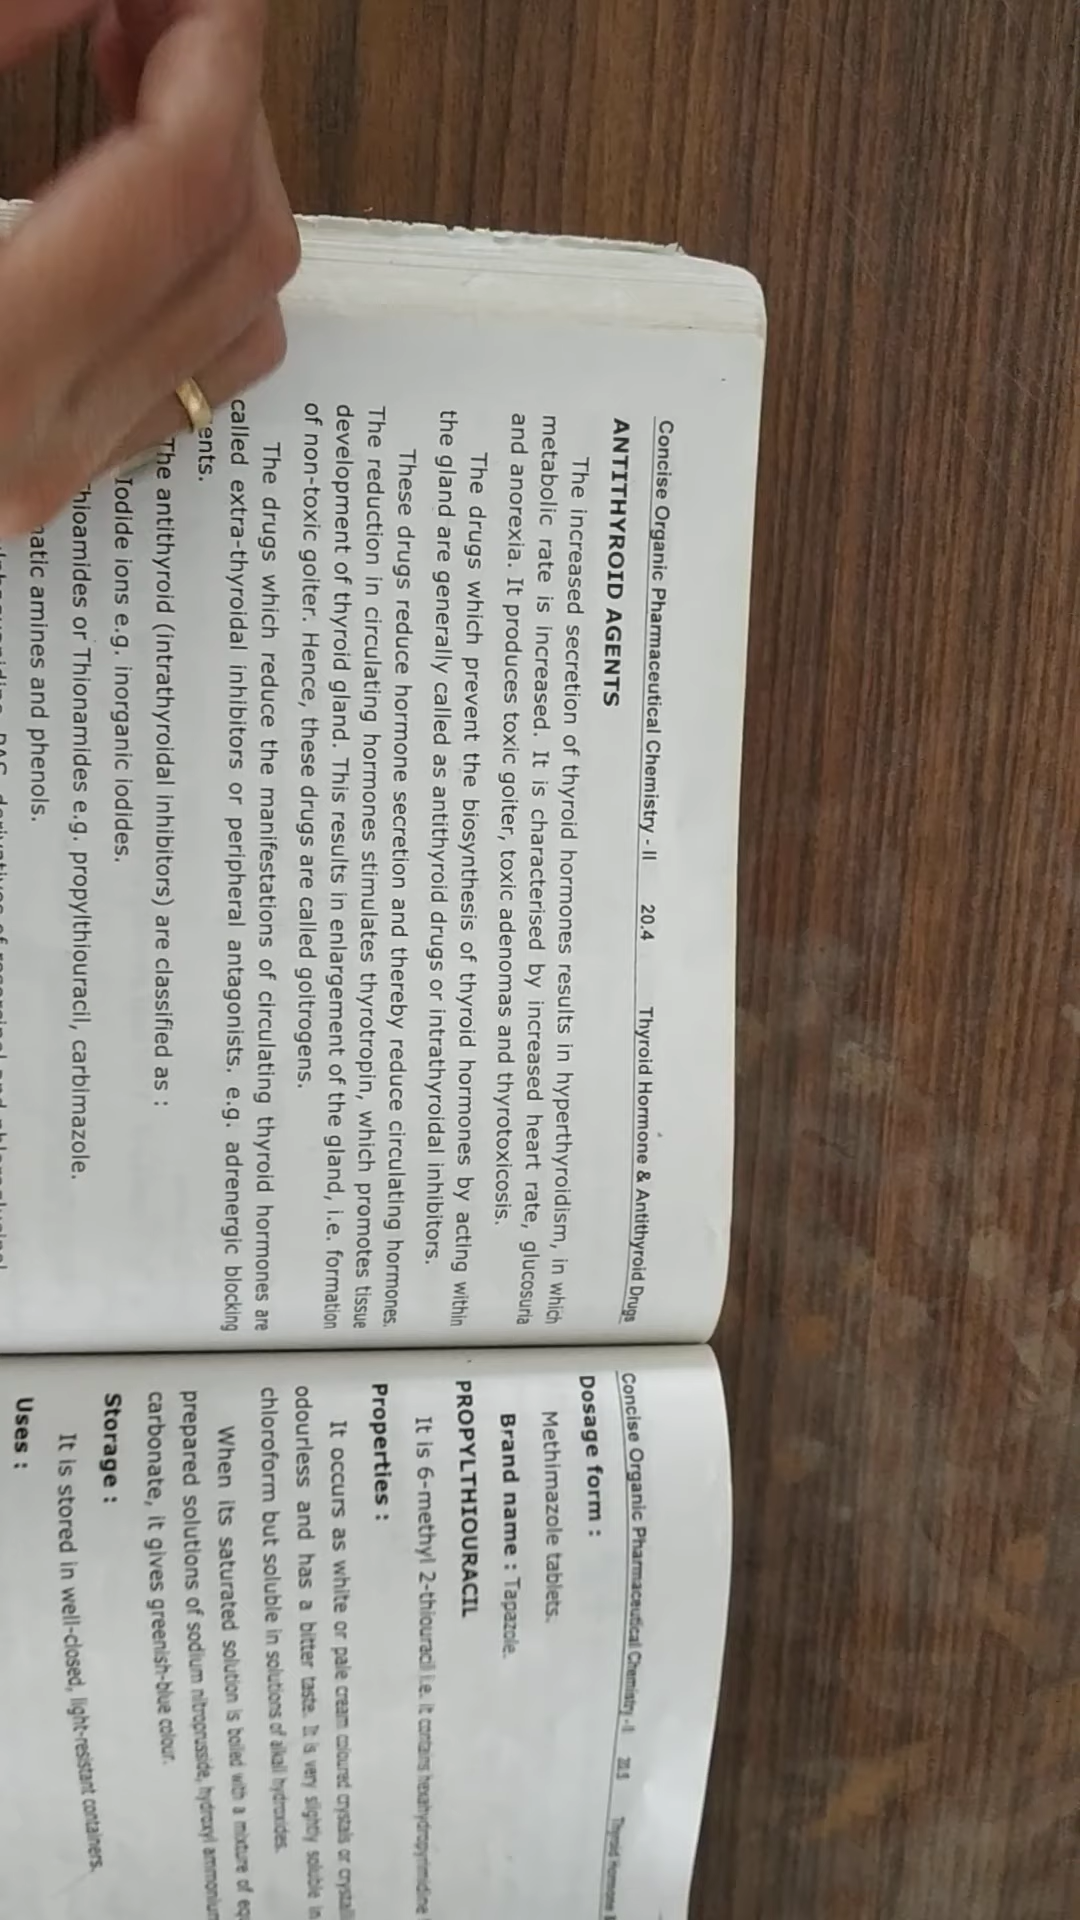 Concise Organic Pharmaceutical Chemistry - II 20.4 Thyroid Hormone & Antithyroid Drugs
ANTITHYROID AGENTS
The increased secretion of thyroid hormones results in hyperthyroidism, in which
metabolic rate is increased. It is characterised by increased heart rate, glucosuria
and anorexia. It produces toxic goiter, toxic adenomas and thyrotoxicosis.
The drugs which prevent the biosynthesis of thyroid hormones by acting within
the gland are generally called as antithyroid drugs or intrathyroidal inhibitors.
These drugs reduce hormone secretion and thereby reduce circulating hormones.
The reduction in circulating hormones stimulates thyrotropin, which promotes tissue
development of thyroid gland. This results in enlargement of the gland, i.e. formation
of non-toxic goiter. Hence, these drugs are called goitrogens.
The drugs which reduce the manifestations of circulating thyroid hormones are
called extra-thyroidal inhibitors or peripheral antagonists. e.g. adrenergic blocking
ents.
The antithyroid (intrathyroidal inhibitors) are classified as :
Iodide ions e.g. inorganic iodides.
hioamides or Thionamides e.g. propylthiouracil, carbimazole.
matic amines and phenols.
Concise Organic Pharmaceutical Chemistry - II 20.5 Thyroid Hormone
Dosage form :
Methimazole tablets.
Brand name : Tapazole.
PROPYLTHIOURACIL
It is 6-methyl 2-thiouracil i.e. it contains hexahydropyrimidine
Properties :
It occurs as white or pale cream coloured crystals or crystalli
odourless and has a bitter taste. It is very slightly soluble in
chloroform but soluble in solutions of alkali hydroxides.
When its saturated solution is boiled with a mixture of equ
prepared solutions of sodium nitroprusside, hydroxyl ammonium
carbonate, it gives greenish-blue colour.
Storage :
It is stored in well-closed, light-resistant containers.
Uses :